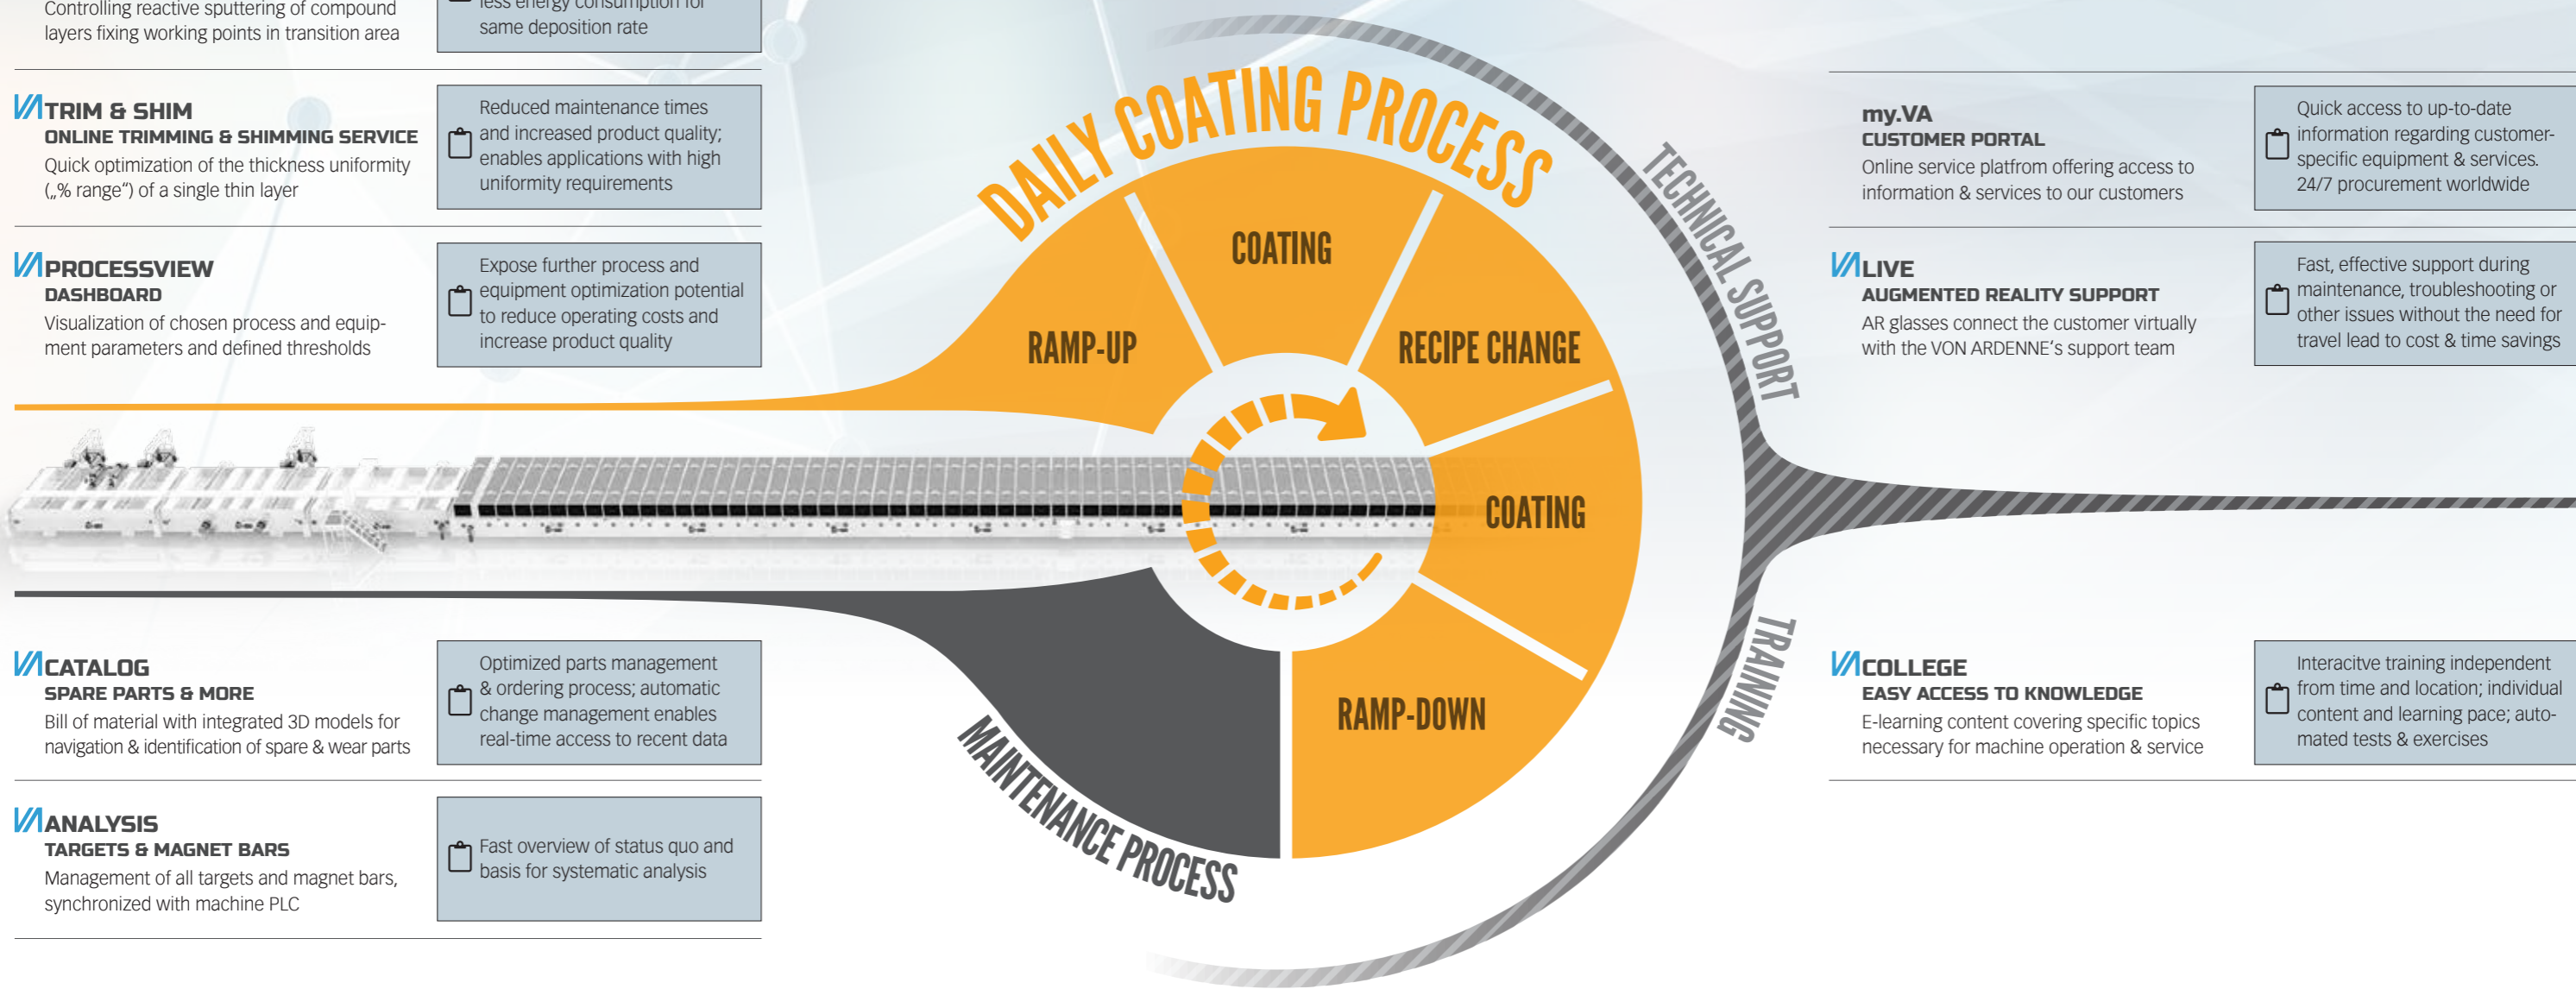 Controlling reactive sputtering of compound
layers fixing working points in transition area
less energy consumption for
same deposition rate
VA TRIM & SHIM
ONLINE TRIMMING & SHIMMING SERVICE
Quick optimization of the thickness uniformity
(„% range“) of a single thin layer
Reduced maintenance times
and increased product quality;
enables applications with high
uniformity requirements
VA PROCESSVIEW
DASHBOARD
Visualization of chosen process and equip-
ment parameters and defined thresholds
Expose further process and
equipment optimization potential
to reduce operating costs and
increase product quality
VA CATALOG
SPARE PARTS & MORE
Bill of material with integrated 3D models for
navigation & identification of spare & wear parts
Optimized parts management
& ordering process; automatic
change management enables
real-time access to recent data
VA ANALYSIS
TARGETS & MAGNET BARS
Management of all targets and magnet bars,
synchronized with machine PLC
Fast overview of status quo and
basis for systematic analysis
DAILY COATING PROCESS
RAMP-UP
COATING
RECIPE CHANGE
COATING
RAMP-DOWN
MAINTENANCE PROCESS
TECHNICAL SUPPORT
TRAINING
my.VA
CUSTOMER PORTAL
Online service platfrom offering access to
information & services to our customers
Quick access to up-to-date
information regarding customer-
specific equipment & services.
24/7 procurement worldwide
VA LIVE
AUGMENTED REALITY SUPPORT
AR glasses connect the customer virtually
with the VON ARDENNE’s support team
Fast, effective support during
maintenance, troubleshooting or
other issues without the need for
travel lead to cost & time savings
VA COLLEGE
EASY ACCESS TO KNOWLEDGE
E-learning content covering specific topics
necessary for machine operation & service
Interacitve training independent
from time and location; individual
content and learning pace; auto-
mated tests & exercises